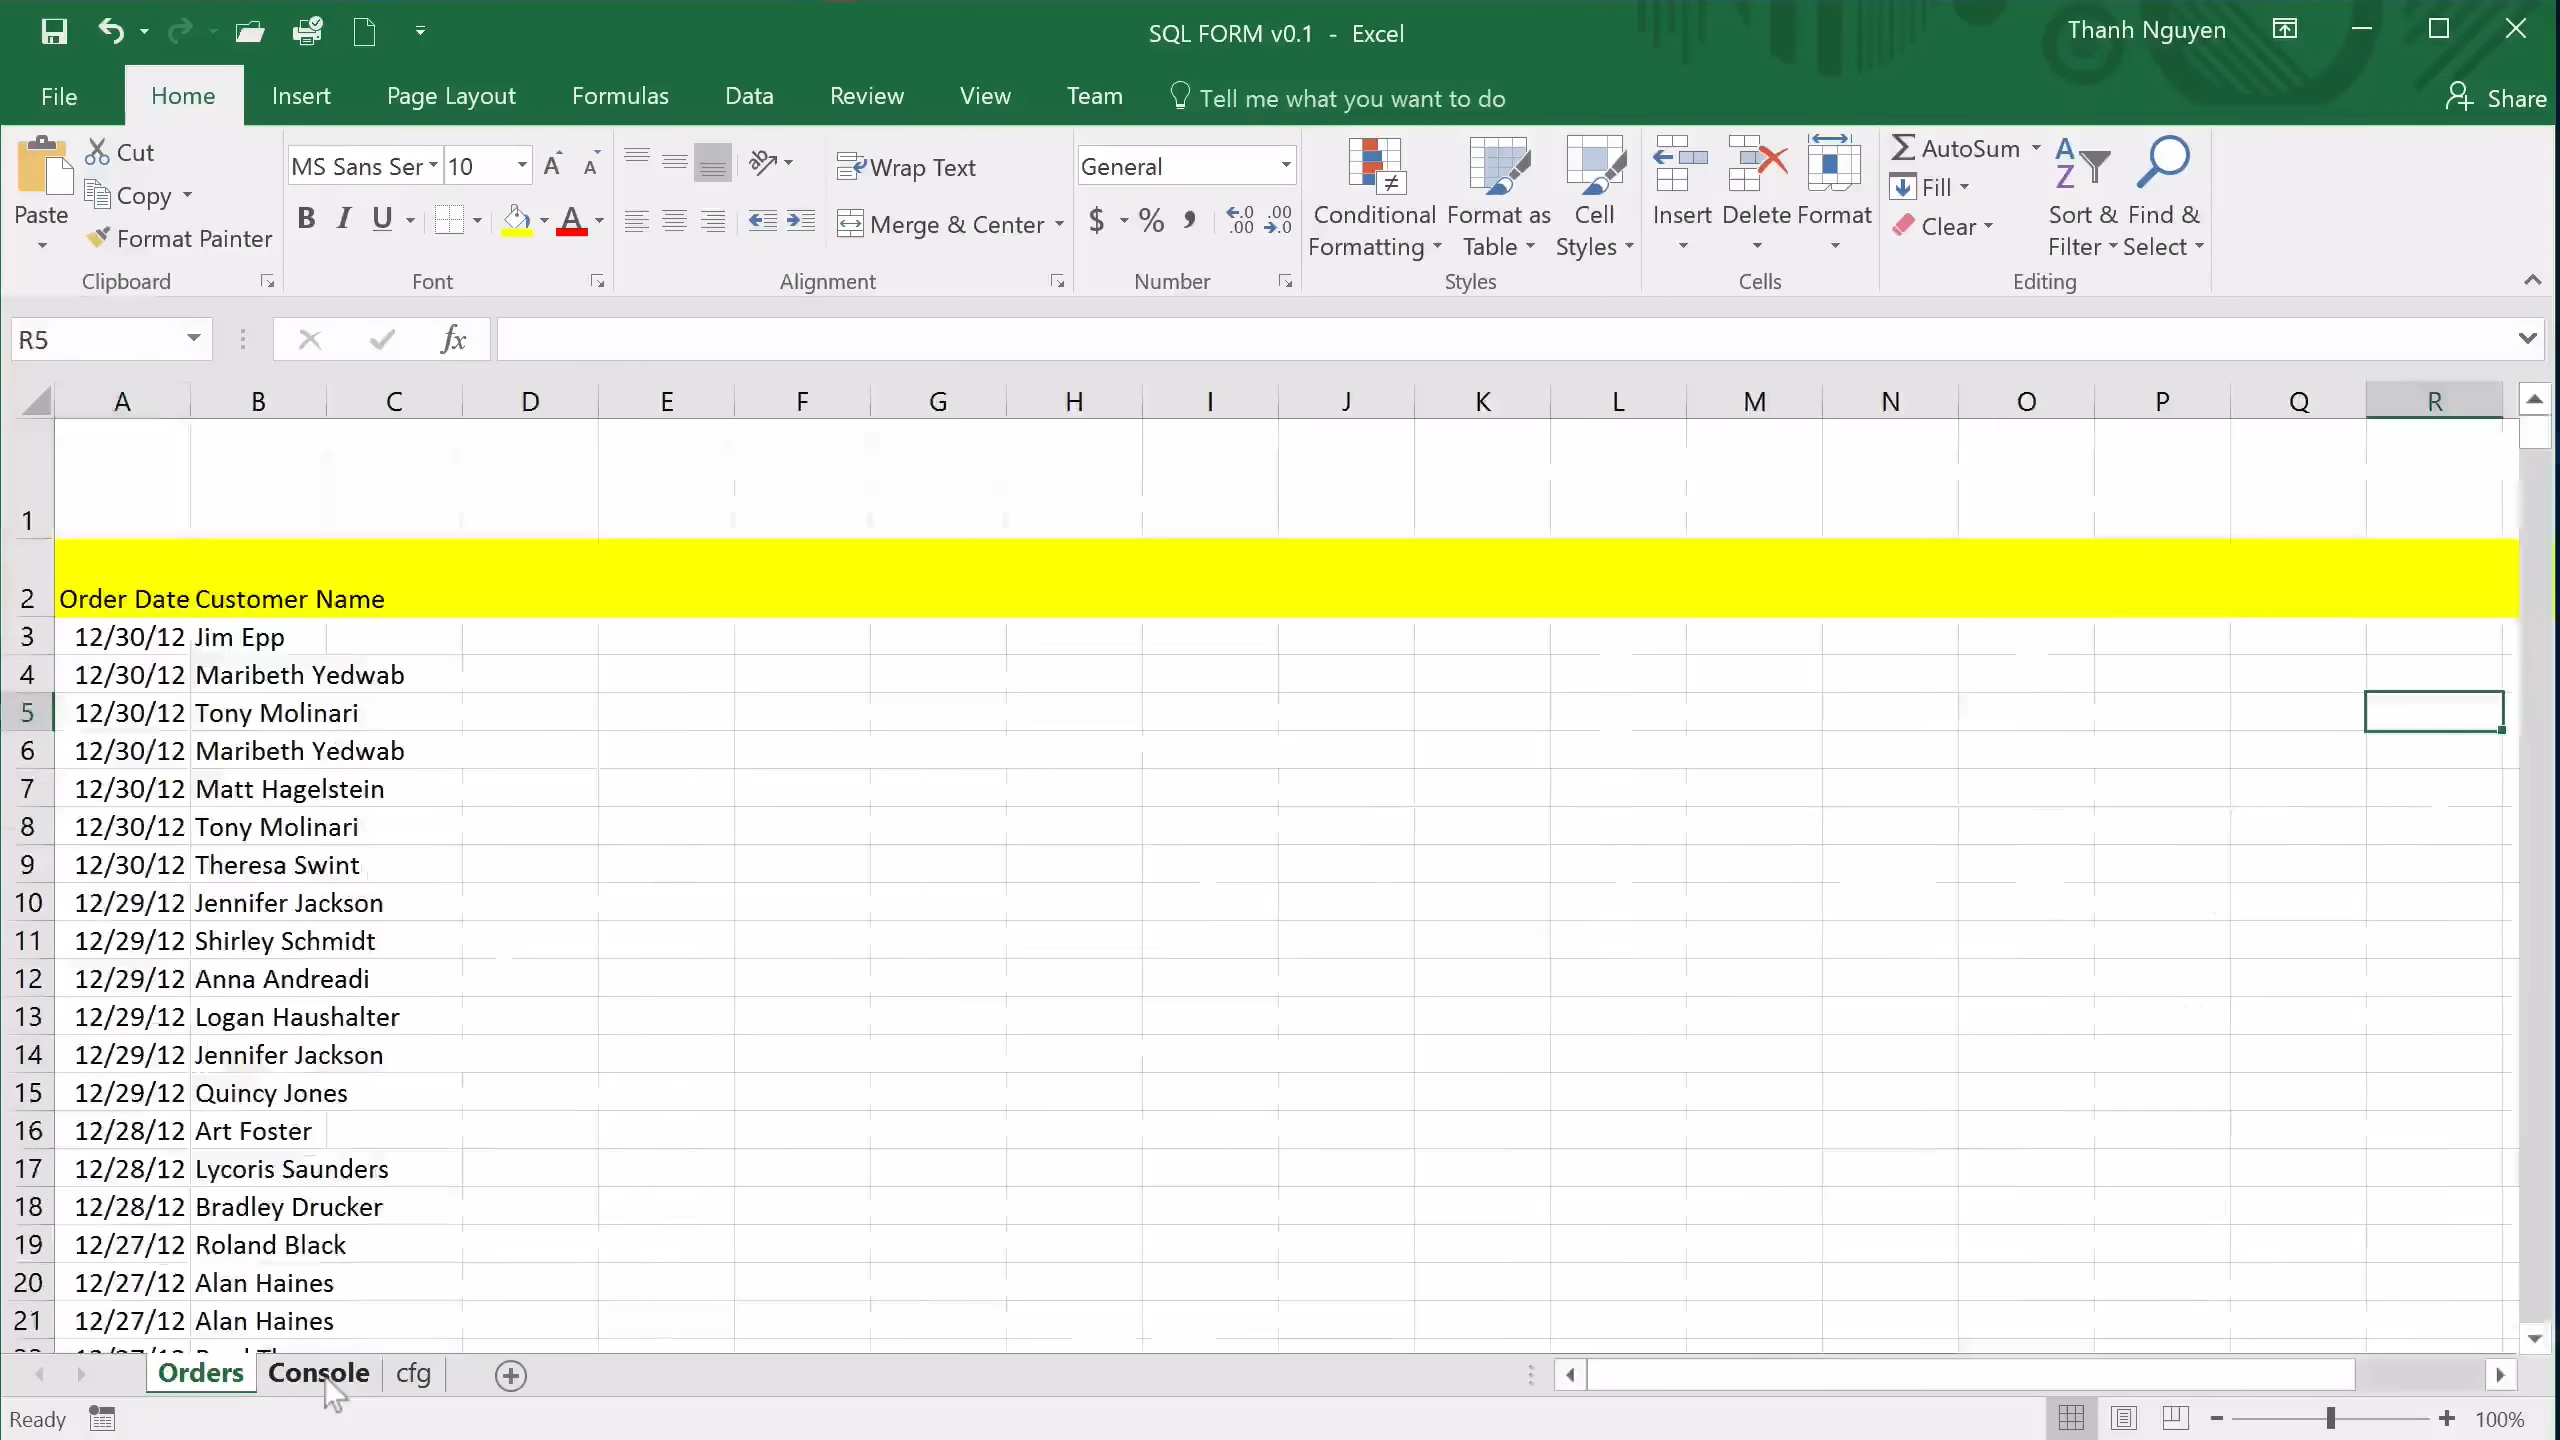 SQL FORM v0.1 - Excel
Thanh Nguyen
File Home Insert Page Layout Formulas Data Review View Team Tell me what you want to do Share
Paste Cut Copy Format Painter Clipboard
MS Sans Ser 10 A A B I U A Font
Wrap Text Merge & Center Alignment
General $ % , .0 .00 .00 .0 Number
Conditional Formatting Format as Table Cell Styles Styles
Insert Delete Format Cells
AutoSum Fill Clear Sort & Filter Find & Select Editing
R5 fx
A B C D E F G H I J K L M N O P Q R
1
2 Order Date Customer Name
3 12/30/12 Jim Epp
4 12/30/12 Maribeth Yedwab
5 12/30/12 Tony Molinari
6 12/30/12 Maribeth Yedwab
7 12/30/12 Matt Hagelstein
8 12/30/12 Tony Molinari
9 12/30/12 Theresa Swint
10 12/29/12 Jennifer Jackson
11 12/29/12 Shirley Schmidt
12 12/29/12 Anna Andreadi
13 12/29/12 Logan Haushalter
14 12/29/12 Jennifer Jackson
15 12/29/12 Quincy Jones
16 12/28/12 Art Foster
17 12/28/12 Lycoris Saunders
18 12/28/12 Bradley Drucker
19 12/27/12 Roland Black
20 12/27/12 Alan Haines
21 12/27/12 Alan Haines
Orders Console cfg
Ready 100%